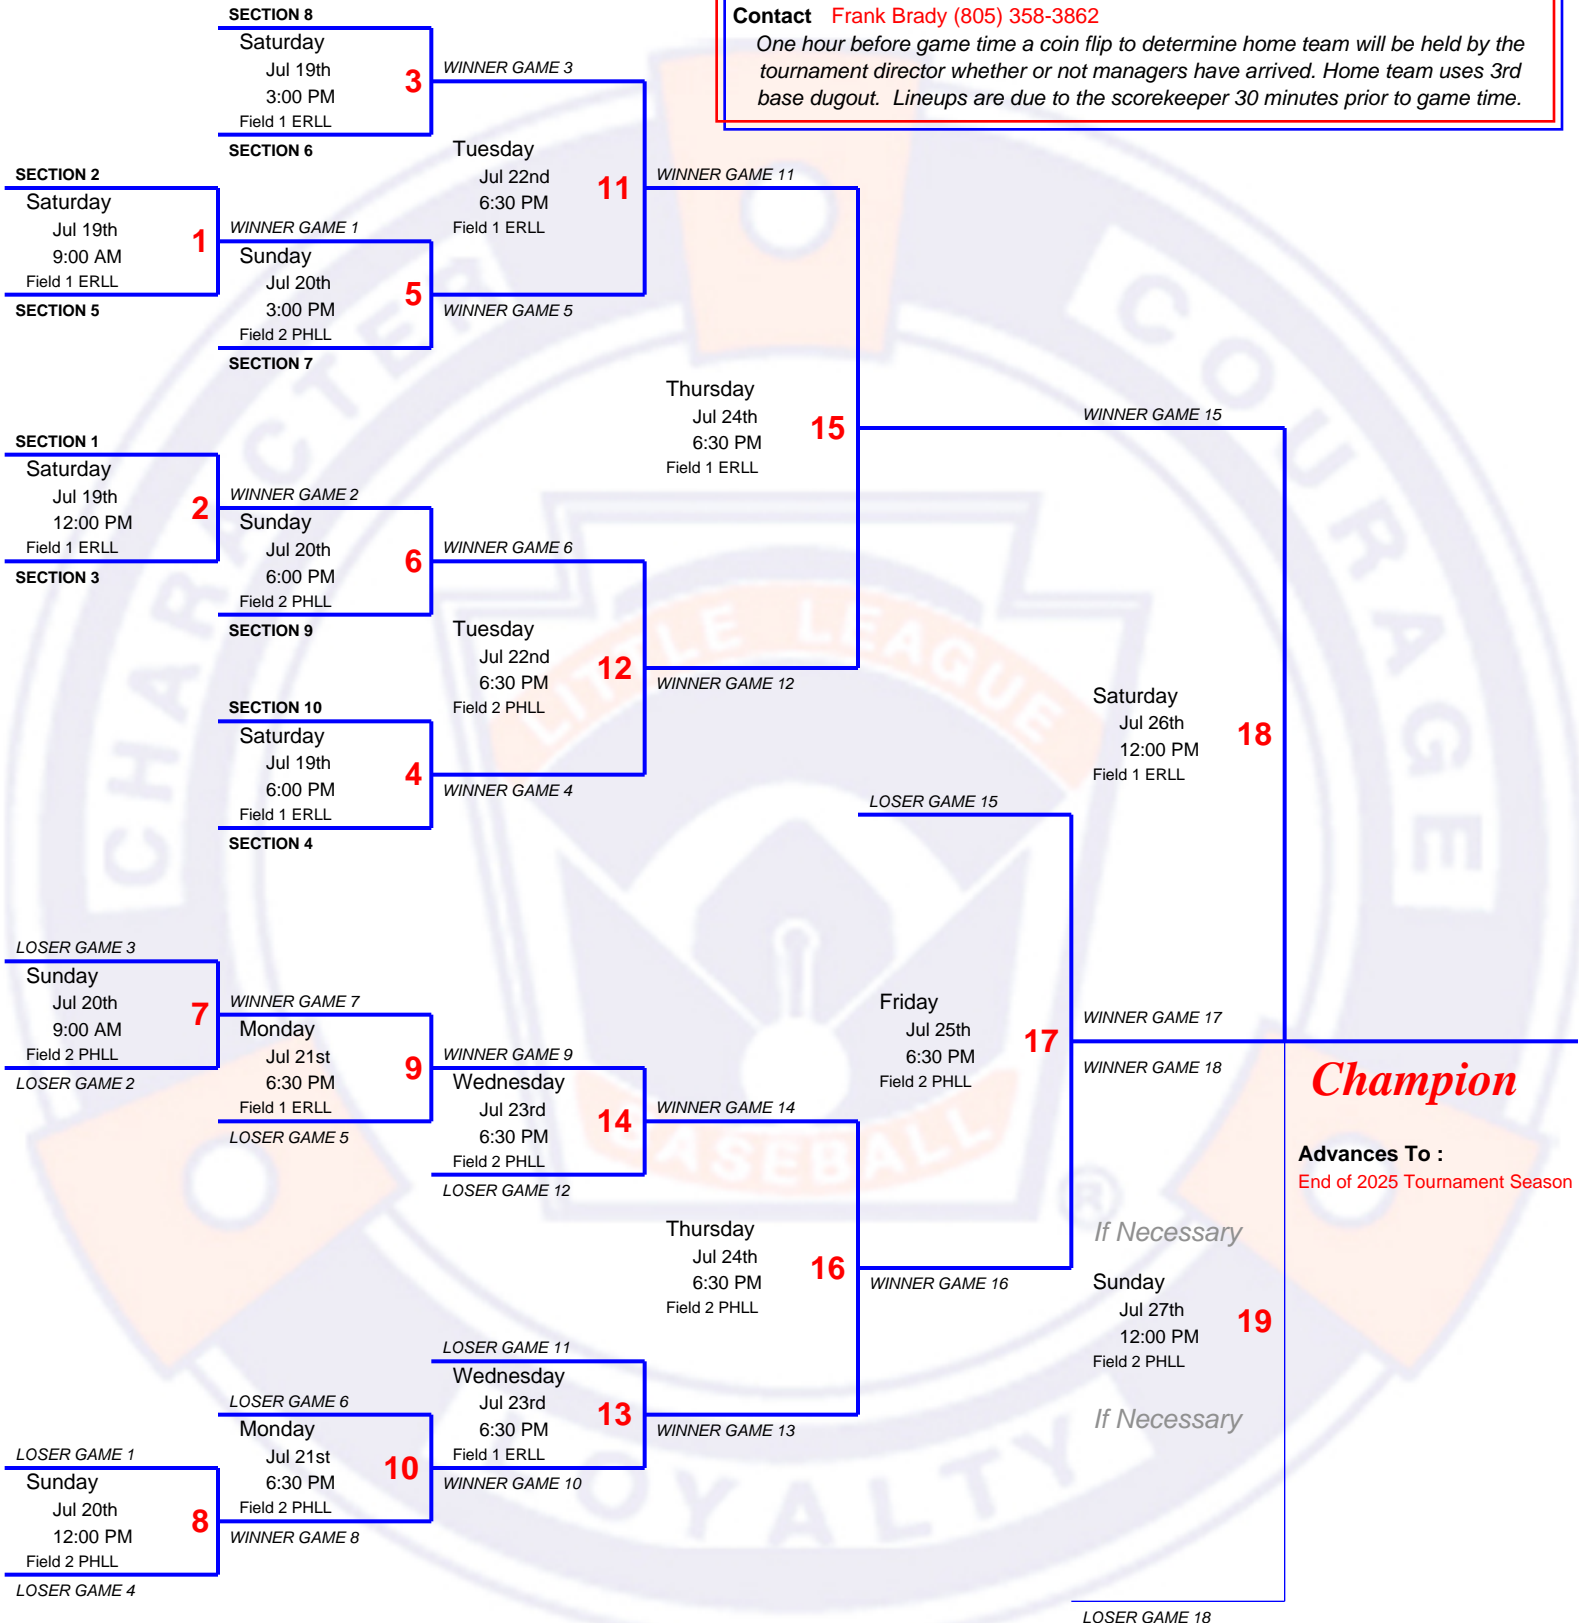 SECTION 8
Saturday
Jul 19th
3:00 PM
Field 1 ERLL
3
SECTION 6
WINNER GAME 3
Contact Frank Brady (805) 358-3862
One hour before game time a coin flip to determine home team will be held by the
tournament director whether or not managers have arrived. Home team uses 3rd
base dugout. Lineups are due to the scorekeeper 30 minutes prior to game time.
SECTION 2
Saturday
Jul 19th
9:00 AM
Field 1 ERLL
1
SECTION 5
WINNER GAME 1
Sunday
Jul 20th
3:00 PM
Field 2 PHLL
5
SECTION 7
Tuesday
Jul 22nd
6:30 PM
Field 1 ERLL
11
WINNER GAME 5
WINNER GAME 11
SECTION 1
Saturday
Jul 19th
12:00 PM
Field 1 ERLL
2
SECTION 3
WINNER GAME 2
Sunday
Jul 20th
6:00 PM
Field 2 PHLL
6
SECTION 9
WINNER GAME 6
Tuesday
Jul 22nd
6:30 PM
Field 2 PHLL
12
WINNER GAME 4
SECTION 10
Saturday
Jul 19th
6:00 PM
Field 1 ERLL
4
SECTION 4
Thursday
Jul 24th
6:30 PM
Field 1 ERLL
15
WINNER GAME 12
WINNER GAME 15
Saturday
Jul 26th
12:00 PM
Field 1 ERLL
18
LOSER GAME 3
Sunday
Jul 20th
9:00 AM
Field 2 PHLL
7
LOSER GAME 2
WINNER GAME 7
Monday
Jul 21st
6:30 PM
Field 1 ERLL
9
LOSER GAME 5
WINNER GAME 9
Wednesday
Jul 23rd
6:30 PM
Field 2 PHLL
14
LOSER GAME 12
WINNER GAME 14
Thursday
Jul 24th
6:30 PM
Field 2 PHLL
16
WINNER GAME 13
LOSER GAME 15
Friday
Jul 25th
6:30 PM
Field 2 PHLL
17
WINNER GAME 16
WINNER GAME 17
WINNER GAME 18
Champion
Advances To :
End of 2025 Tournament Season
If Necessary
Sunday
Jul 27th
12:00 PM
Field 2 PHLL
19
If Necessary
LOSER GAME 18
LOSER GAME 11
Wednesday
Jul 23rd
6:30 PM
Field 1 ERLL
13
WINNER GAME 10
LOSER GAME 6
Monday
Jul 21st
6:30 PM
Field 2 PHLL
10
WINNER GAME 8
LOSER GAME 1
Sunday
Jul 20th
12:00 PM
Field 2 PHLL
8
LOSER GAME 4
CHARACTER
COURAGE
LOYALTY
LITTLE LEAGUE
BASEBALL
®